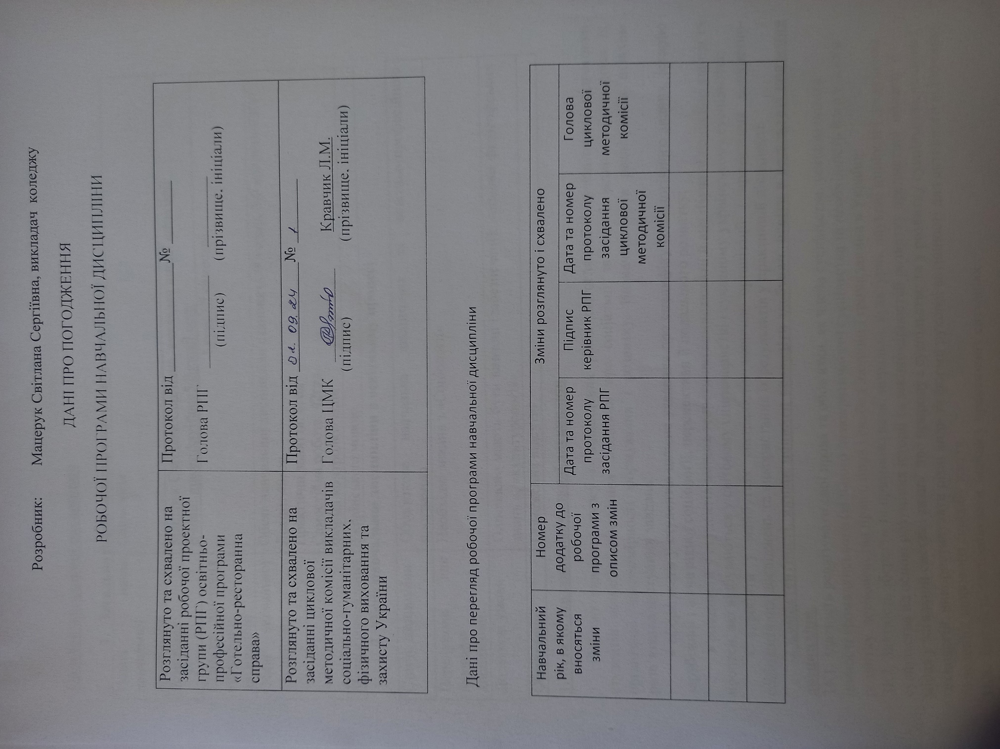 Розробник: Мацерук Світлана Сергіївна, викладач коледжу
ДАНІ ПРО ПОГОДЖЕННЯ
РОБОЧОЇ ПРОГРАМИ НАВЧАЛЬНОЇ ДИСЦИПЛІНИ
Розглянуто та схвалено на
засіданні робочої проектної
групи (РПГ) освітньо-
професійної програми
«Готельно-ресторанна
справа»
Протокол від ____________ № ________
Голова РПГ ____________ ________
(підпис) (прізвище, ініціали)
Розглянуто та схвалено на
засіданні циклової
методичної комісії викладачів
соціально-гуманітарних,
фізичного виховання та
захисту України
Протокол від 02. 09. 24 № 1
Голова ЦМК Кравчик Л.М.
(підпис) (прізвище, ініціали)
Дані про перегляд робочої програми навчальної дисципліни
Навчальний
рік, в якому
вносяться
зміни
Номер
додатку до
робочої
програми з
описом змін
Зміни розглянуто і схвалено
Дата та номер
протоколу
засідання РПГ
Підпис
керівник РПГ
Дата та номер
протоколу
засідання
циклової
методичної
комісії
Голова
циклової
методичної
комісії